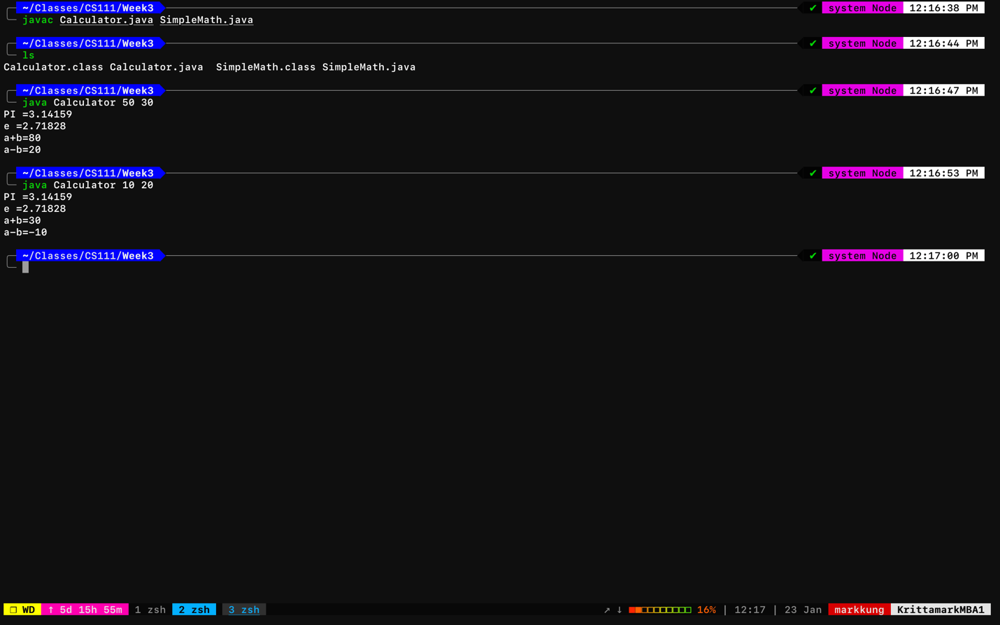 ~/Classes/CS111/Week3 ✔ system Node 12:16:38 PM
javac Calculator.java SimpleMath.java
~/Classes/CS111/Week3 ✔ system Node 12:16:44 PM
ls
Calculator.class Calculator.java SimpleMath.class SimpleMath.java
~/Classes/CS111/Week3 ✔ system Node 12:16:47 PM
java Calculator 50 30
PI =3.14159
e =2.71828
a+b=80
a-b=20
~/Classes/CS111/Week3 ✔ system Node 12:16:53 PM
java Calculator 10 20
PI =3.14159
e =2.71828
a+b=30
a-b=-10
~/Classes/CS111/Week3 ✔ system Node 12:17:00 PM
❐ WD ↑ 5d 15h 55m 1 zsh 2 zsh 3 zsh ↗ ↓ 16% | 12:17 | 23 Jan markkung KrittamarkMBA1